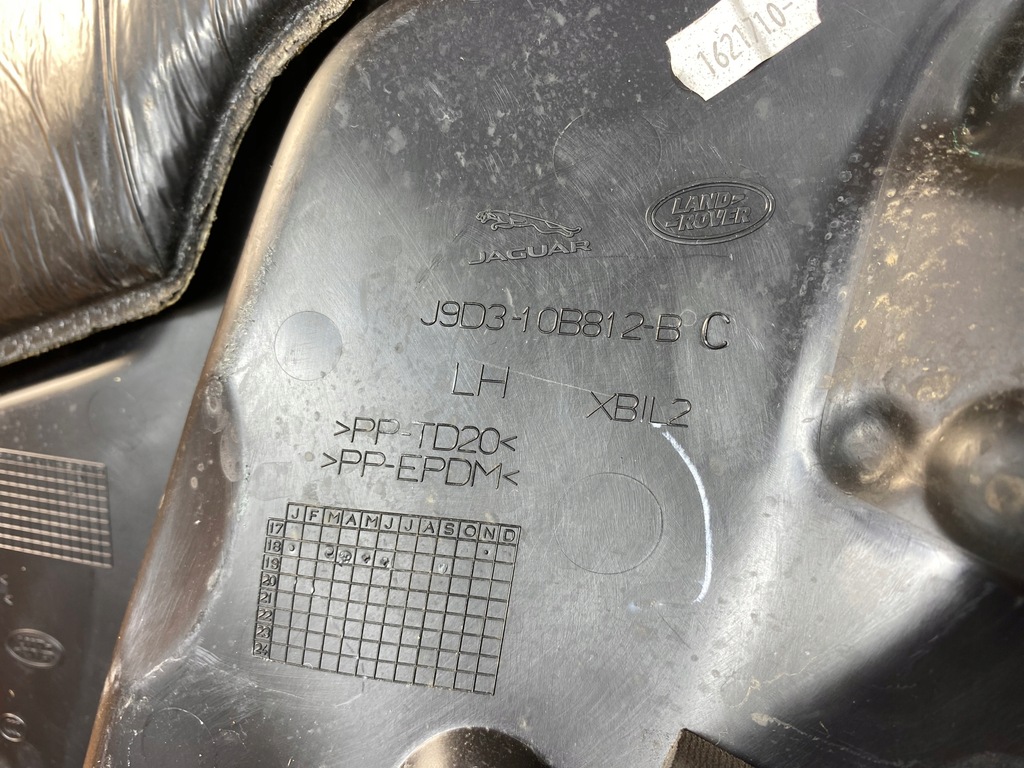 1621710-
LAND-
-ROVER
JAGUAR
J9D3-10B812-B C
LH
XBIL2
>PP-TD20<
>PP-EPDM<
J F M A M J J A S O N D
17
18
19
20
21
22
23
24